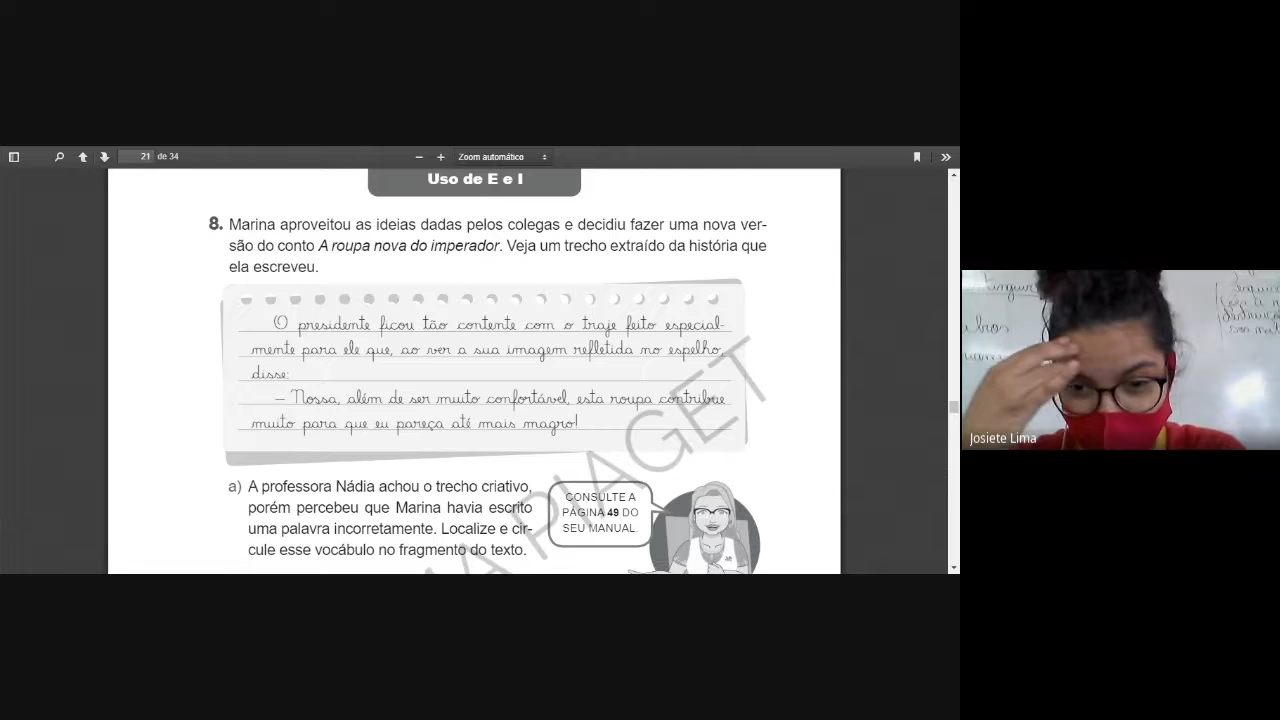 21 de 34
Zoom automático
Uso de E e I
8. Marina aproveitou as ideias dadas pelos colegas e decidiu fazer uma nova ver-
são do conto A roupa nova do imperador. Veja um trecho extraído da história que
ela escreveu.
O presidente ficou tão contente com o traje feito especial-
mente para ele que, ao ver a sua imagem refletida no espelho,
disse:
– Nossa, além de ser muito confortável, esta roupa contribue
muito para que eu pareça até mais magro!
a) A professora Nádia achou o trecho criativo,
porém percebeu que Marina havia escrito
uma palavra incorretamente. Localize e cir-
cule esse vocábulo no fragmento do texto.
CONSULTE A
PÁGINA 49 DO
SEU MANUAL.
PIAGET
Josiete Lima